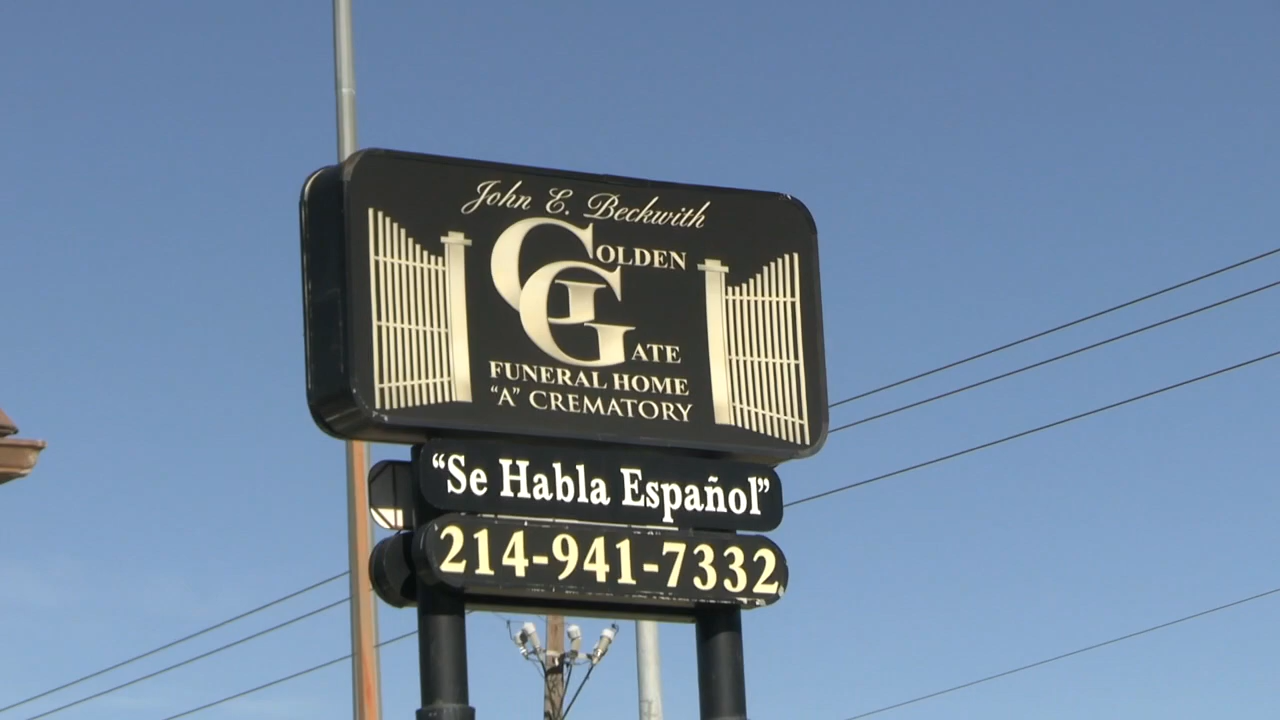 John E. Beckwith
GOLDEN
GATE
FUNERAL HOME
"A" CREMATORY
"Se Habla Español"
214-941-7332